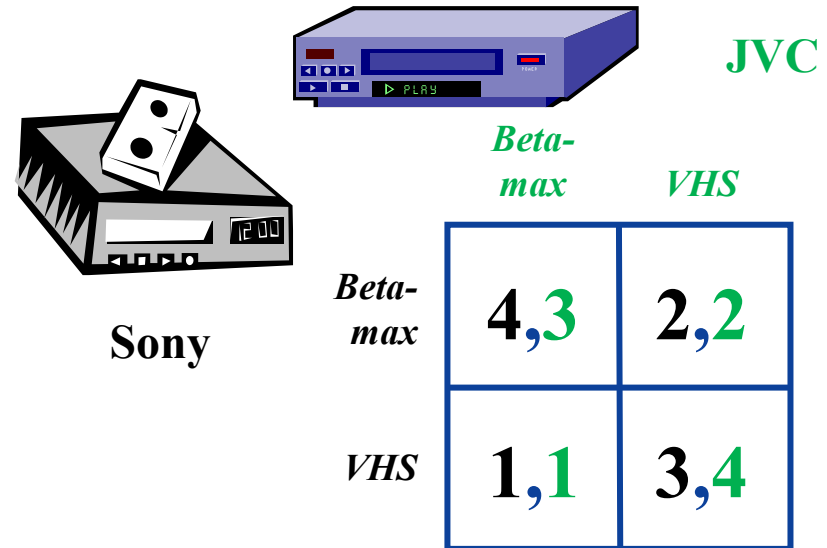 JVC
PLAY
POWER
12:00
Beta-
max
VHS
Sony
Beta-
max
4,3
2,2
VHS
1,1
3,4